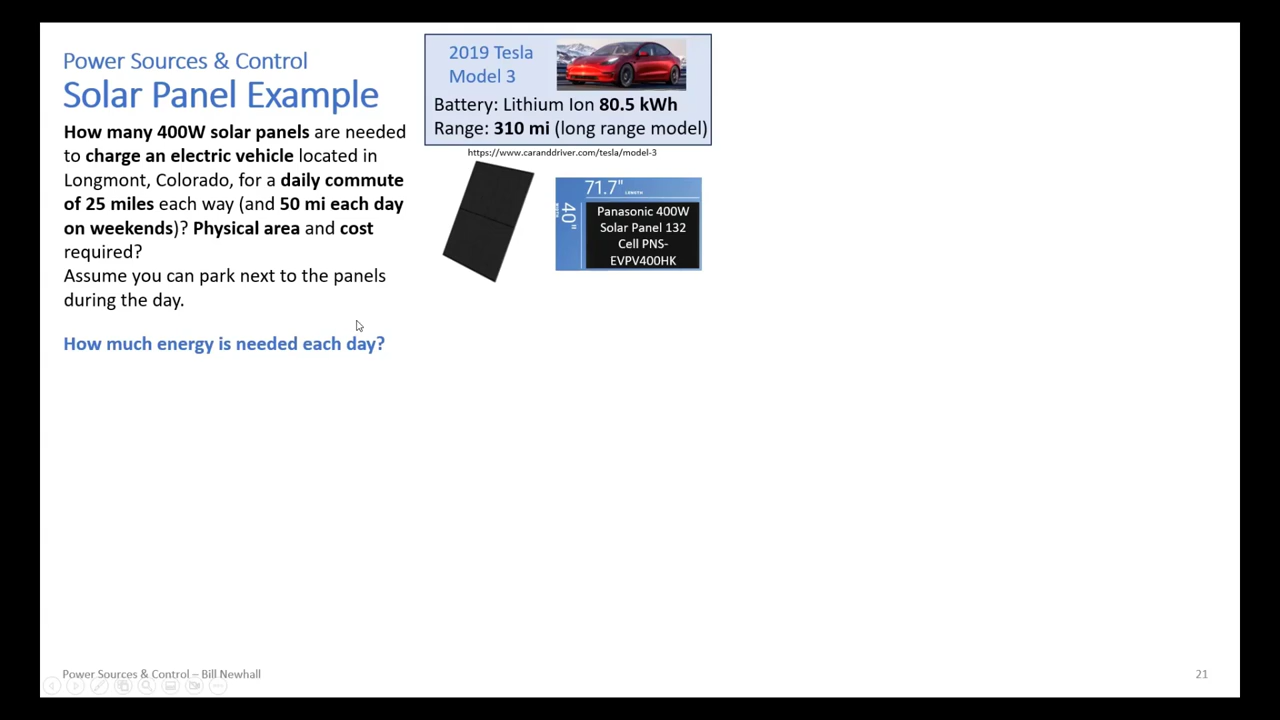 Power Sources & Control
Solar Panel Example
How many 400W solar panels are needed
to charge an electric vehicle located in
Longmont, Colorado, for a daily commute
of 25 miles each way (and 50 mi each day
on weekends)? Physical area and cost
required?
Assume you can park next to the panels
during the day.
How much energy is needed each day?
2019 Tesla
Model 3
Battery: Lithium Ion 80.5 kWh
Range: 310 mi (long range model)
https://www.caranddriver.com/tesla/model-3
71.7" LENGTH
40"
Panasonic 400W
Solar Panel 132
Cell PNS-
EVPV400HK
Power Sources & Control – Bill Newhall
21